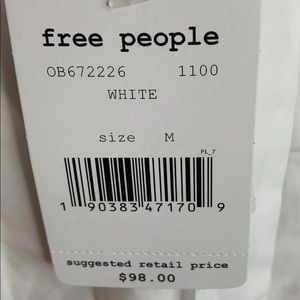 free people
OB672226 1100
WHITE
size M
FL_7
1 90383 47170 9
suggested retail price
$98.00